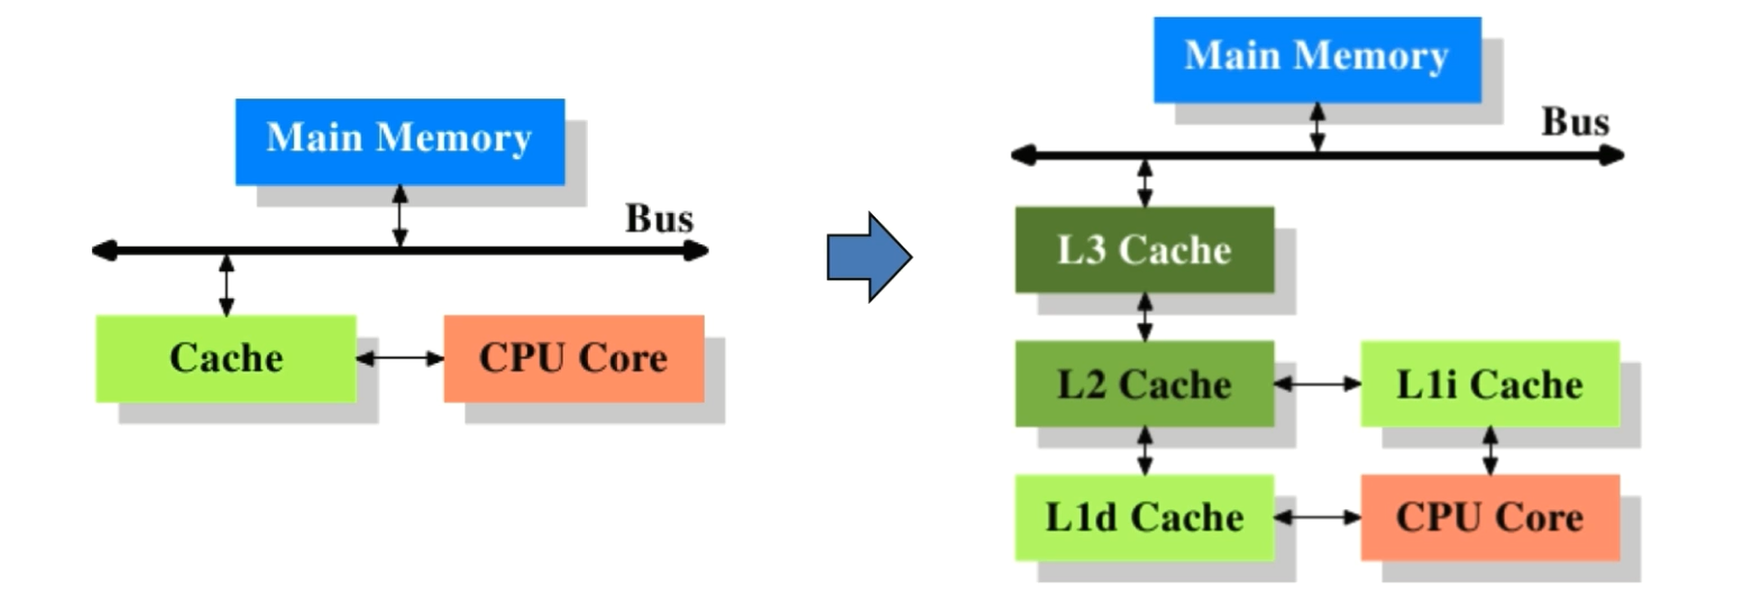 Main Memory
Bus
Cache
CPU Core
Main Memory
Bus
L3 Cache
L2 Cache
L1i Cache
L1d Cache
CPU Core